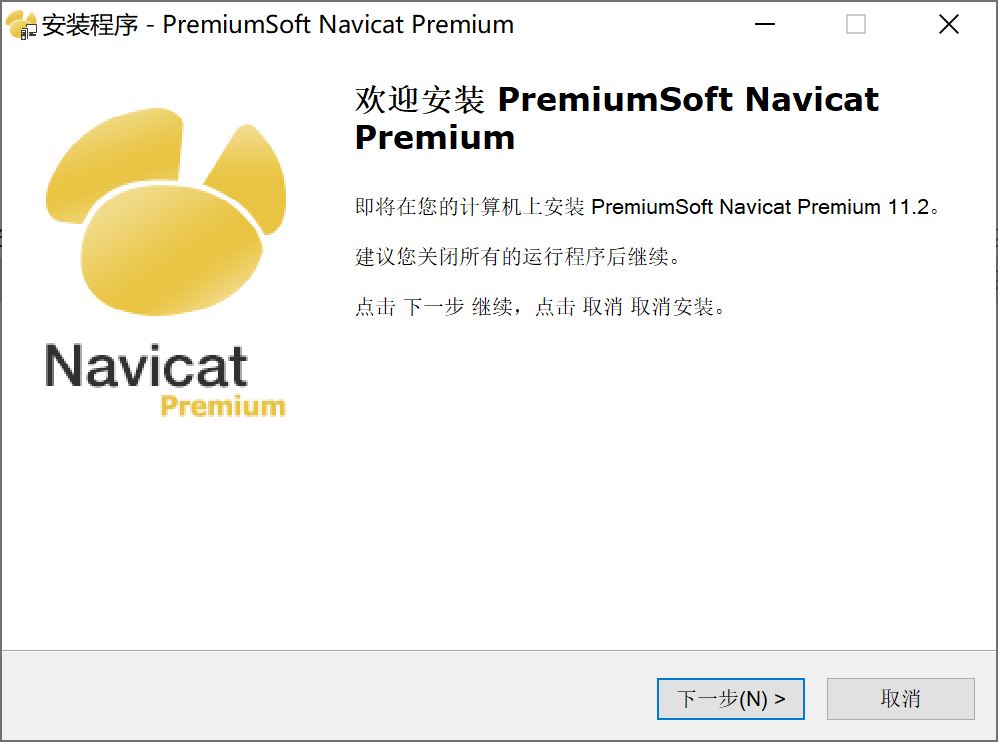 安装程序 - PremiumSoft Navicat Premium
欢迎安装 PremiumSoft Navicat
Premium
即将在您的计算机上安装 PremiumSoft Navicat Premium 11.2。
建议您关闭所有的运行程序后继续。
点击 下一步 继续，点击 取消 取消安装。
Navicat
Premium
下一步(N) >
取消